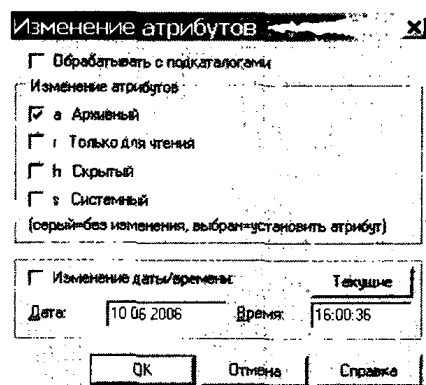 Изменение атрибутов
Обрабатывать с подкаталогами
Изменение атрибутов
a Архивный
r Только для чтения
h Скрытый
s Системный
(серый=без изменения, выбран=установить атрибут)
Изменение даты/времени:
Текущие
Дата: 10 06 2006 Время: 16:00:36
OK Отмена Справка